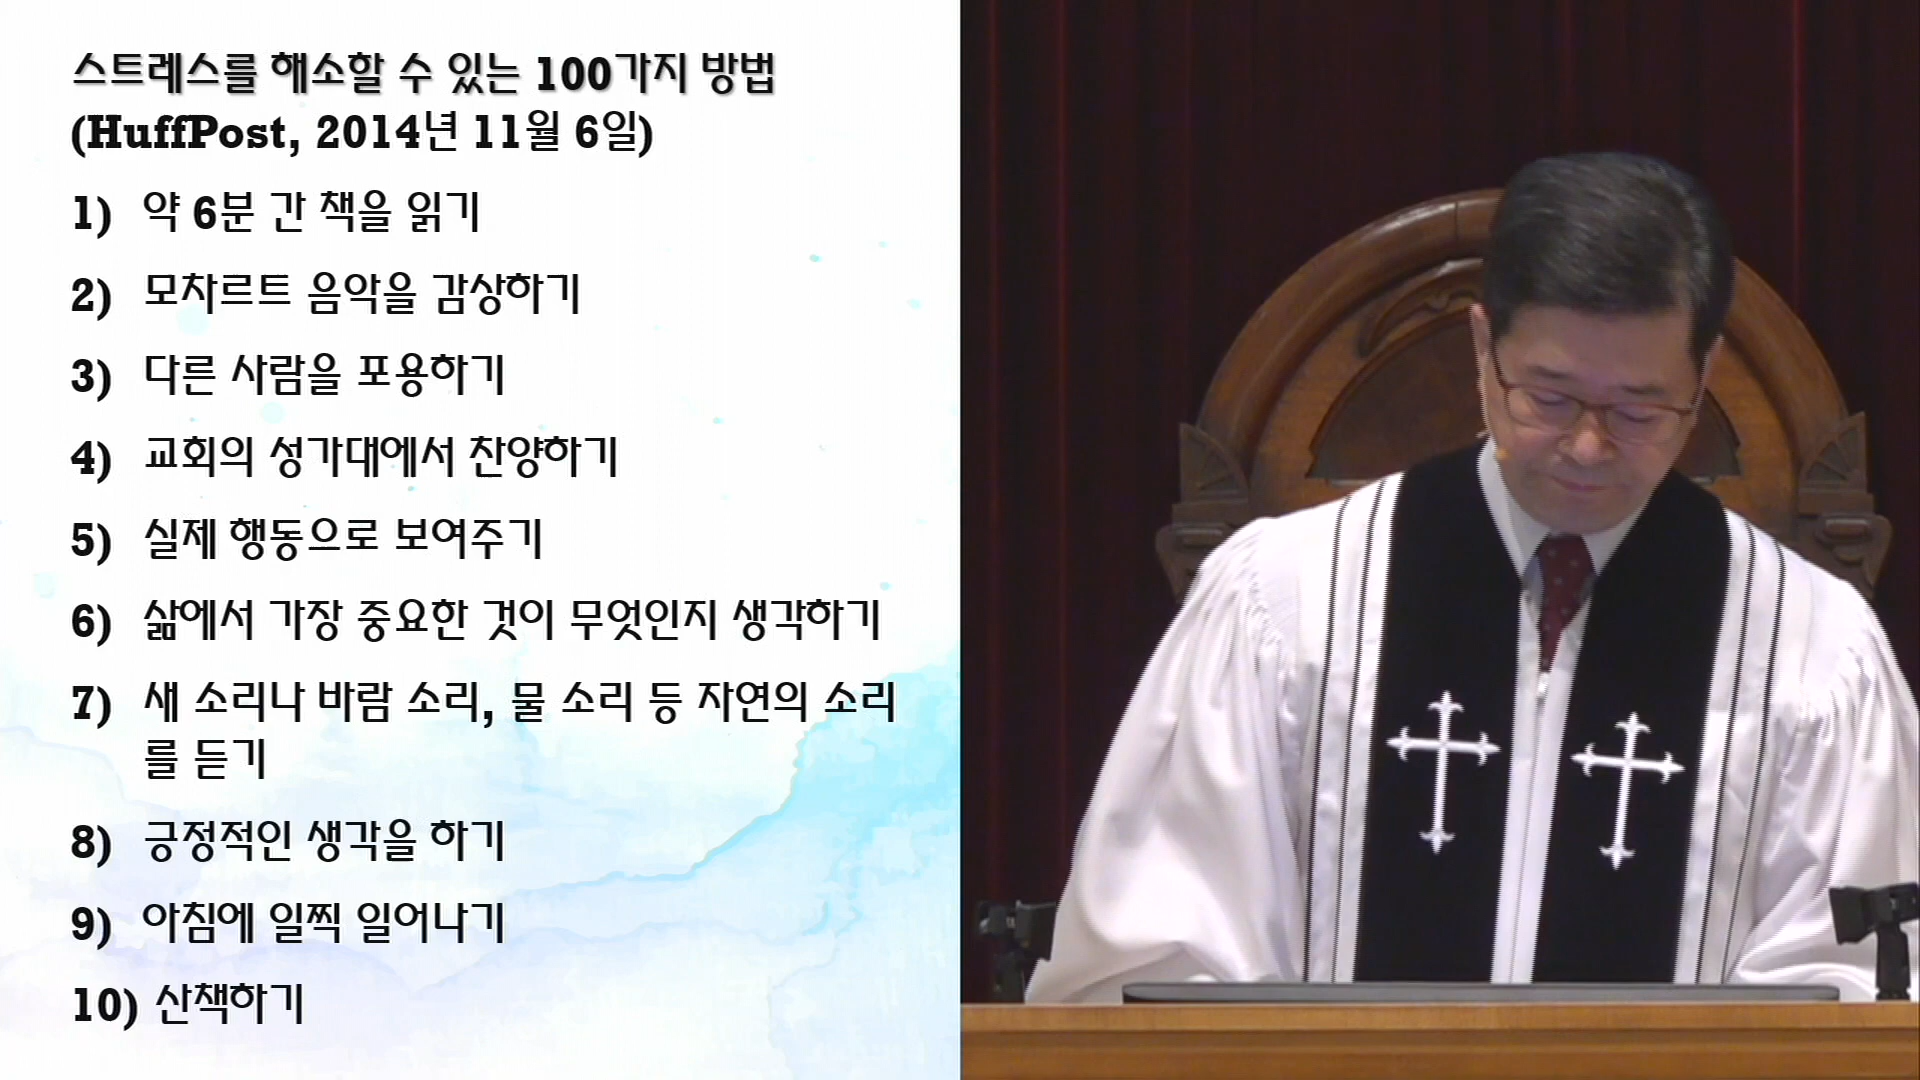 스트레스를 해소할 수 있는 100가지 방법
(HuffPost, 2014년 11월 6일)
1) 약 6분 간 책을 읽기
2) 모차르트 음악을 감상하기
3) 다른 사람을 포용하기
4) 교회의 성가대에서 찬양하기
5) 실제 행동으로 보여주기
6) 삶에서 가장 중요한 것이 무엇인지 생각하기
7) 새 소리나 바람 소리, 물 소리 등 자연의 소리
를 듣기
8) 긍정적인 생각을 하기
9) 아침에 일찍 일어나기
10) 산책하기